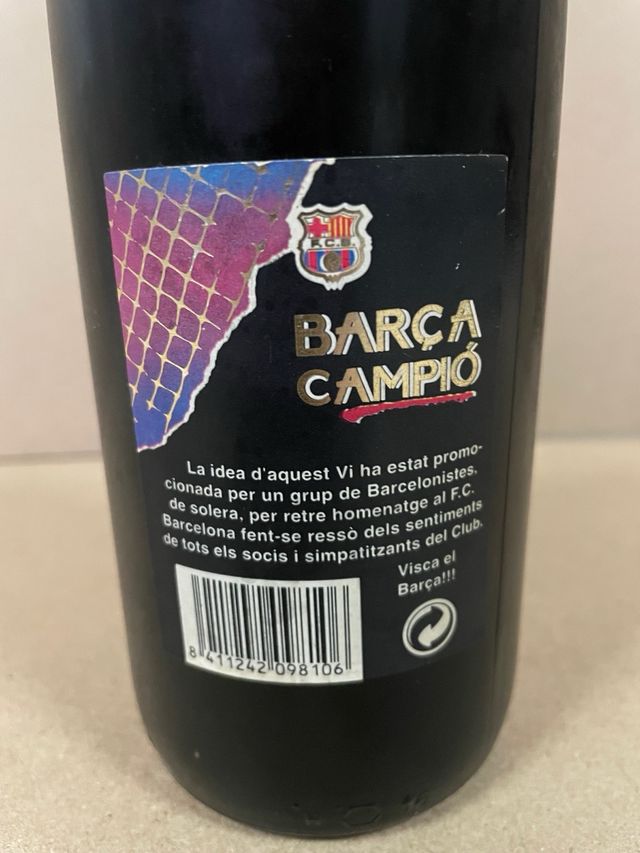 F.C.B.
BARÇA
CAMPIÓ
La idea d'aquest Vi ha estat promo-
cionada per un grup de Barcelonistes,
de solera, per retre homenatge al F.C.
Barcelona fent-se ressò dels sentiments
de tots els socis i simpatitzants del Club.
Visca el
Barça!!!
8 411242 098106